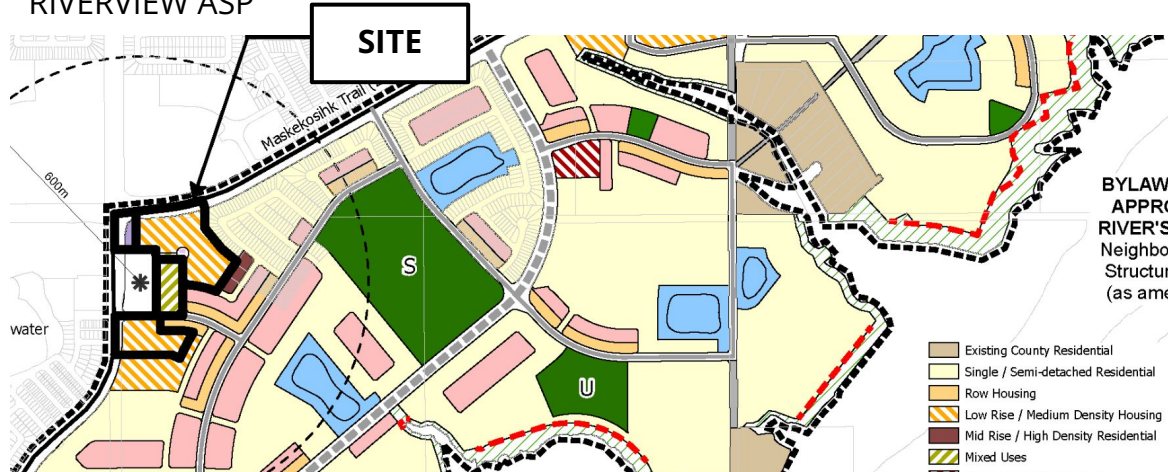 RIVERVIEW ASP
SITE
Maskekosihk Trail (
600m
S
U
water
BYLAW
APPRO
RIVER'S
Neighbo
Structur
(as ame
Existing County Residential
Single / Semi-detached Residential
Row Housing
Low Rise / Medium Density Housing
Mid Rise / High Density Residential
Mixed Uses